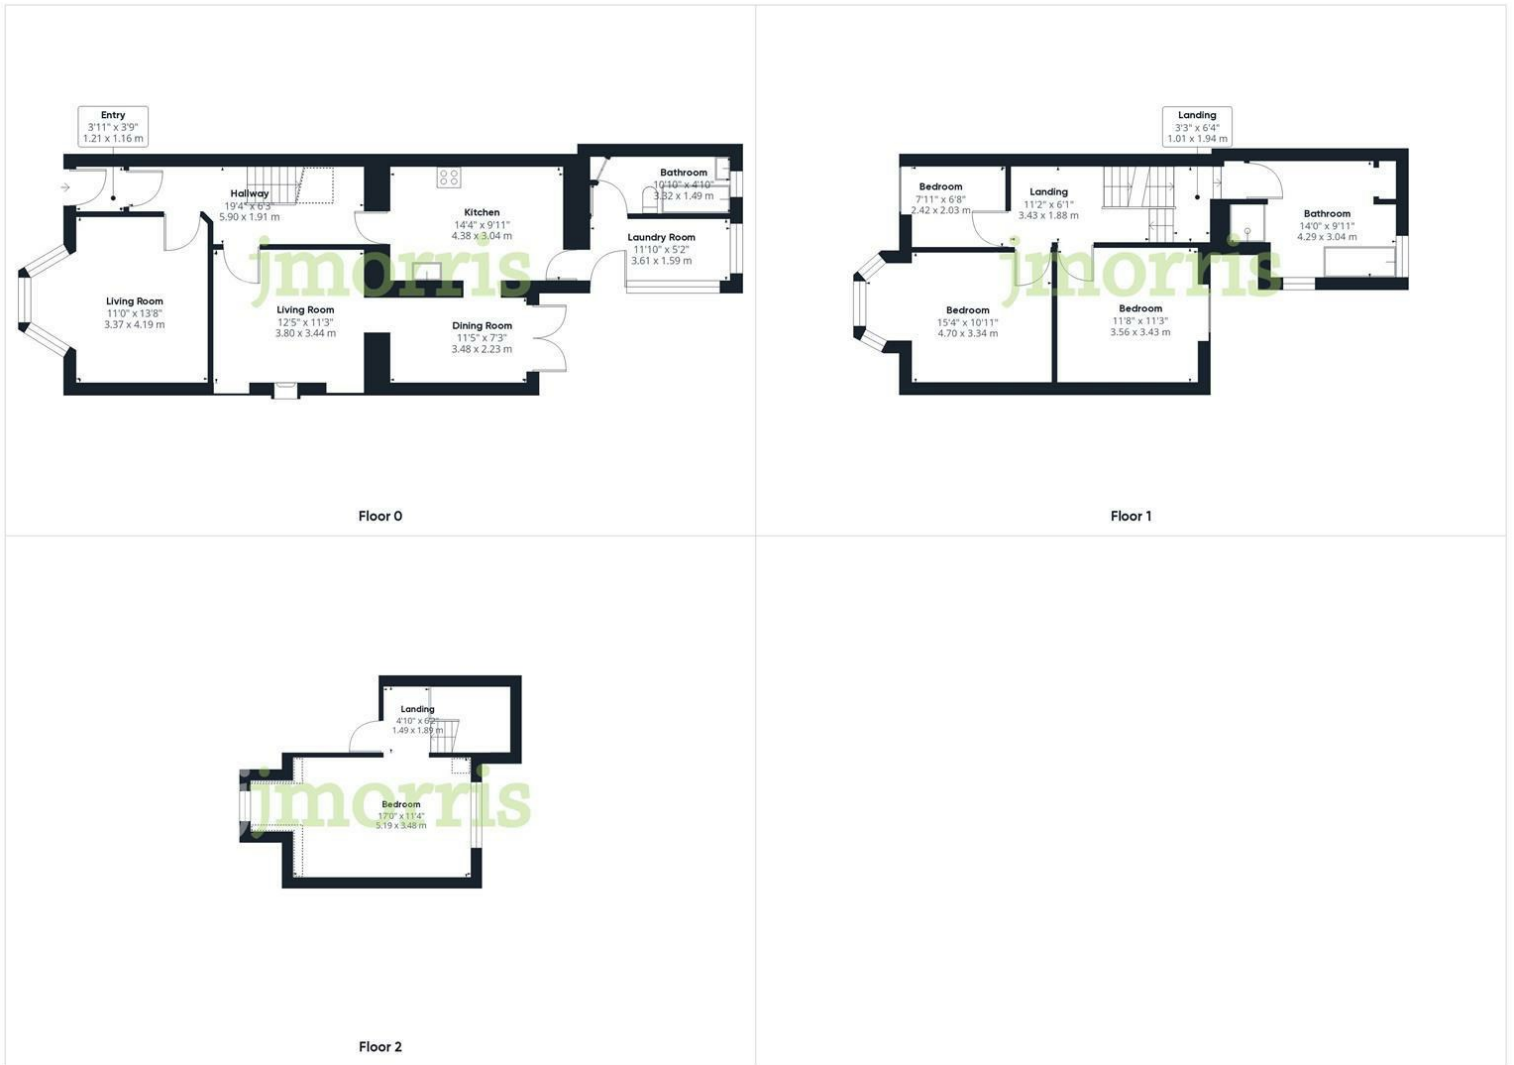 Entry
3'11" x 3'9"
1.21 x 1.16 m
Hallway
19'4" x 6'3"
5.90 x 1.91 m
Kitchen
14'4" x 9'11"
4.38 x 3.04 m
Bathroom
10'10" x 4'10"
3.32 x 1.49 m
Laundry Room
11'10" x 5'2"
3.61 x 1.59 m
Living Room
11'0" x 13'8"
3.37 x 4.19 m
Living Room
12'5" x 11'3"
3.80 x 3.44 m
Dining Room
11'5" x 7'3"
3.48 x 2.23 m
jmorris
Floor 0
Landing
3'3" x 6'4"
1.01 x 1.94 m
Bedroom
7'11" x 6'8"
2.42 x 2.03 m
Landing
11'2" x 6'1"
3.43 x 1.88 m
Bathroom
14'0" x 9'11"
4.29 x 3.04 m
Bedroom
15'4" x 10'11"
4.70 x 3.34 m
Bedroom
11'8" x 11'3"
3.56 x 3.43 m
jmorris
Floor 1
Landing
4'10" x 6'2"
1.49 x 1.89 m
Bedroom
17'0" x 11'4"
5.19 x 3.48 m
jmorris
Floor 2